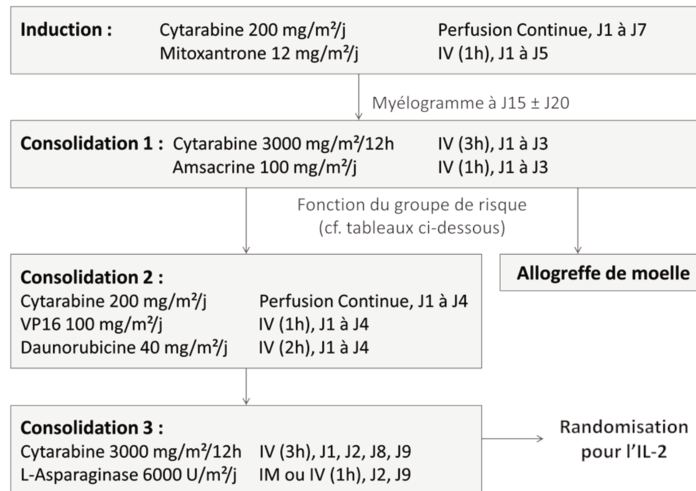 Induction : Cytarabine 200 mg/m²/j Perfusion Continue, J1 à J7
Mitoxantrone 12 mg/m²/j IV (1h), J1 à J5
Myélogramme à J15 ± J20
Consolidation 1 : Cytarabine 3000 mg/m²/12h IV (3h), J1 à J3
Amsacrine 100 mg/m²/j IV (1h), J1 à J3
Fonction du groupe de risque
(cf. tableaux ci-dessous)
Consolidation 2 :
Cytarabine 200 mg/m²/j Perfusion Continue, J1 à J4
VP16 100 mg/m²/j IV (1h), J1 à J4
Daunorubicine 40 mg/m²/j IV (2h), J1 à J4
Allogreffe de moelle
Consolidation 3 :
Cytarabine 3000 mg/m²/12h IV (3h), J1, J2, J8, J9
L-Asparaginase 6000 U/m²/j IM ou IV (1h), J2, J9
Randomisation
pour l'IL-2